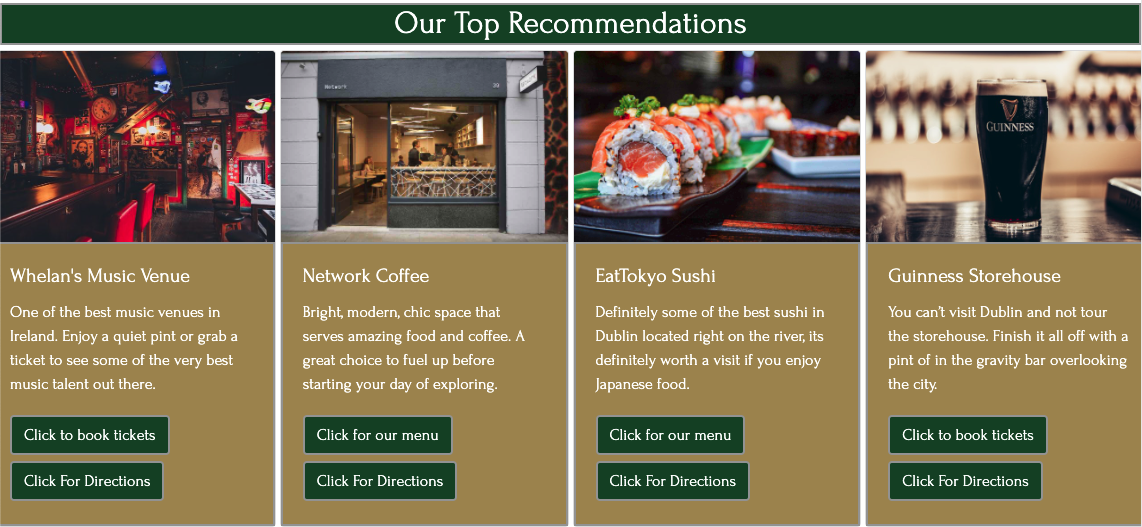 Our Top Recommendations
Network
GUINNESS
Whelan's Music Venue
One of the best music venues in
Ireland. Enjoy a quiet pint or grab a
ticket to see some of the very best
music talent out there.
Click to book tickets
Click For Directions
Network Coffee
Bright, modern, chic space that
serves amazing food and coffee. A
great choice to fuel up before
starting your day of exploring.
Click for our menu
Click For Directions
EatTokyo Sushi
Definitely some of the best sushi in
Dublin located right on the river, its
definitely worth a visit if you enjoy
Japanese food.
Click for our menu
Click For Directions
Guinness Storehouse
You can't visit Dublin and not tour
the storehouse. Finish it all off with a
pint of in the gravity bar overlooking
the city.
Click to book tickets
Click For Directions